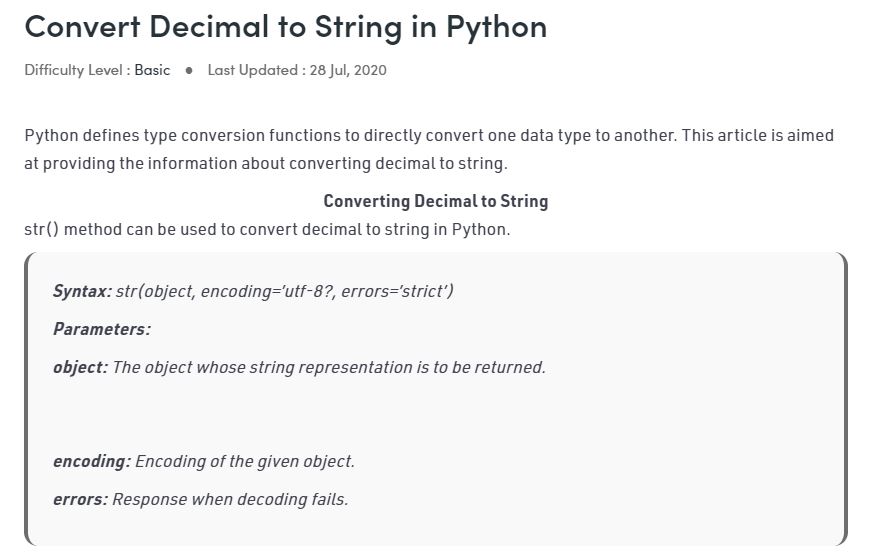 Convert Decimal to String in Python
Difficulty Level : Basic ● Last Updated : 28 Jul, 2020
Python defines type conversion functions to directly convert one data type to another. This article is aimed
at providing the information about converting decimal to string.
Converting Decimal to String
str() method can be used to convert decimal to string in Python.
Syntax: str(object, encoding=’utf-8?, errors=’strict’)
Parameters:
object: The object whose string representation is to be returned.
encoding: Encoding of the given object.
errors: Response when decoding fails.